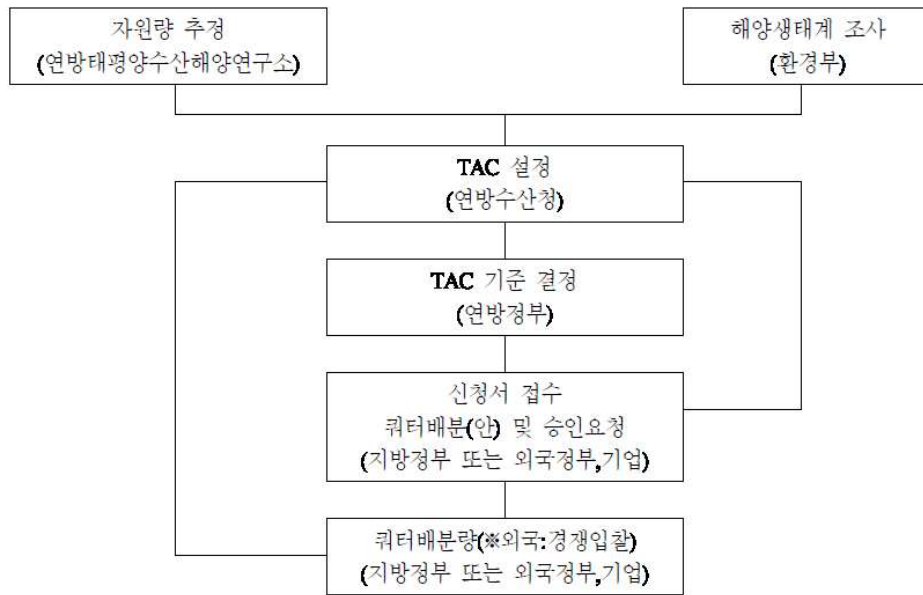 자원량 추정
(연방태평양수산해양연구소)
해양생태계 조사
(환경부)
TAC 설정
(연방수산청)
TAC 기준 결정
(연방정부)
신청서 접수
쿼터배분(안) 및 승인요청
(지방정부 또는 외국정부,기업)
쿼터배분량(※외국:경쟁입찰)
(지방정부 또는 외국정부,기업)